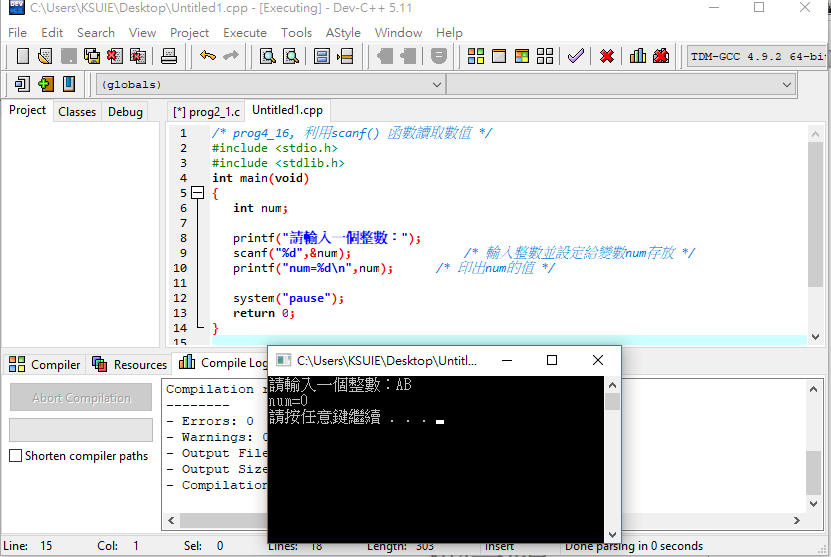 C:\Users\KSUIE\Desktop\Untitled1.cpp - [Executing] - Dev-C++ 5.11
File Edit Search View Project Execute Tools AStyle Window Help
TDM-GCC 4.9.2 64-bi
(globals)
Project Classes Debug
[*] prog2_1.c Untitled1.cpp
1 /* prog4_16, 利用scanf() 函數讀取數值 */
2 #include <stdio.h>
3 #include <stdlib.h>
4 int main(void)
5 {
6 int num;
7
8 printf("請輸入一個整數:");
9 scanf("%d",&num); /* 輸入整數並設定給變數num存放 */
10 printf("num=%d\n",num); /* 印出num的值 */
11
12 system("pause");
13 return 0;
14 }
15
Compiler Resources Compile Log
Abort Compilation
Shorten compiler paths
Compilation
--------
- Errors: 0
- Warnings: 0
- Output File
- Output Size
- Compilation
C:\Users\KSUIE\Desktop\Untitl...
請輸入一個整數:AB
num=0
請按任意鍵繼續 . . .
Line: 15 Col: 1 Sel: 0 Lines: 18 Length: 303 Insert Done parsing in 0 seconds